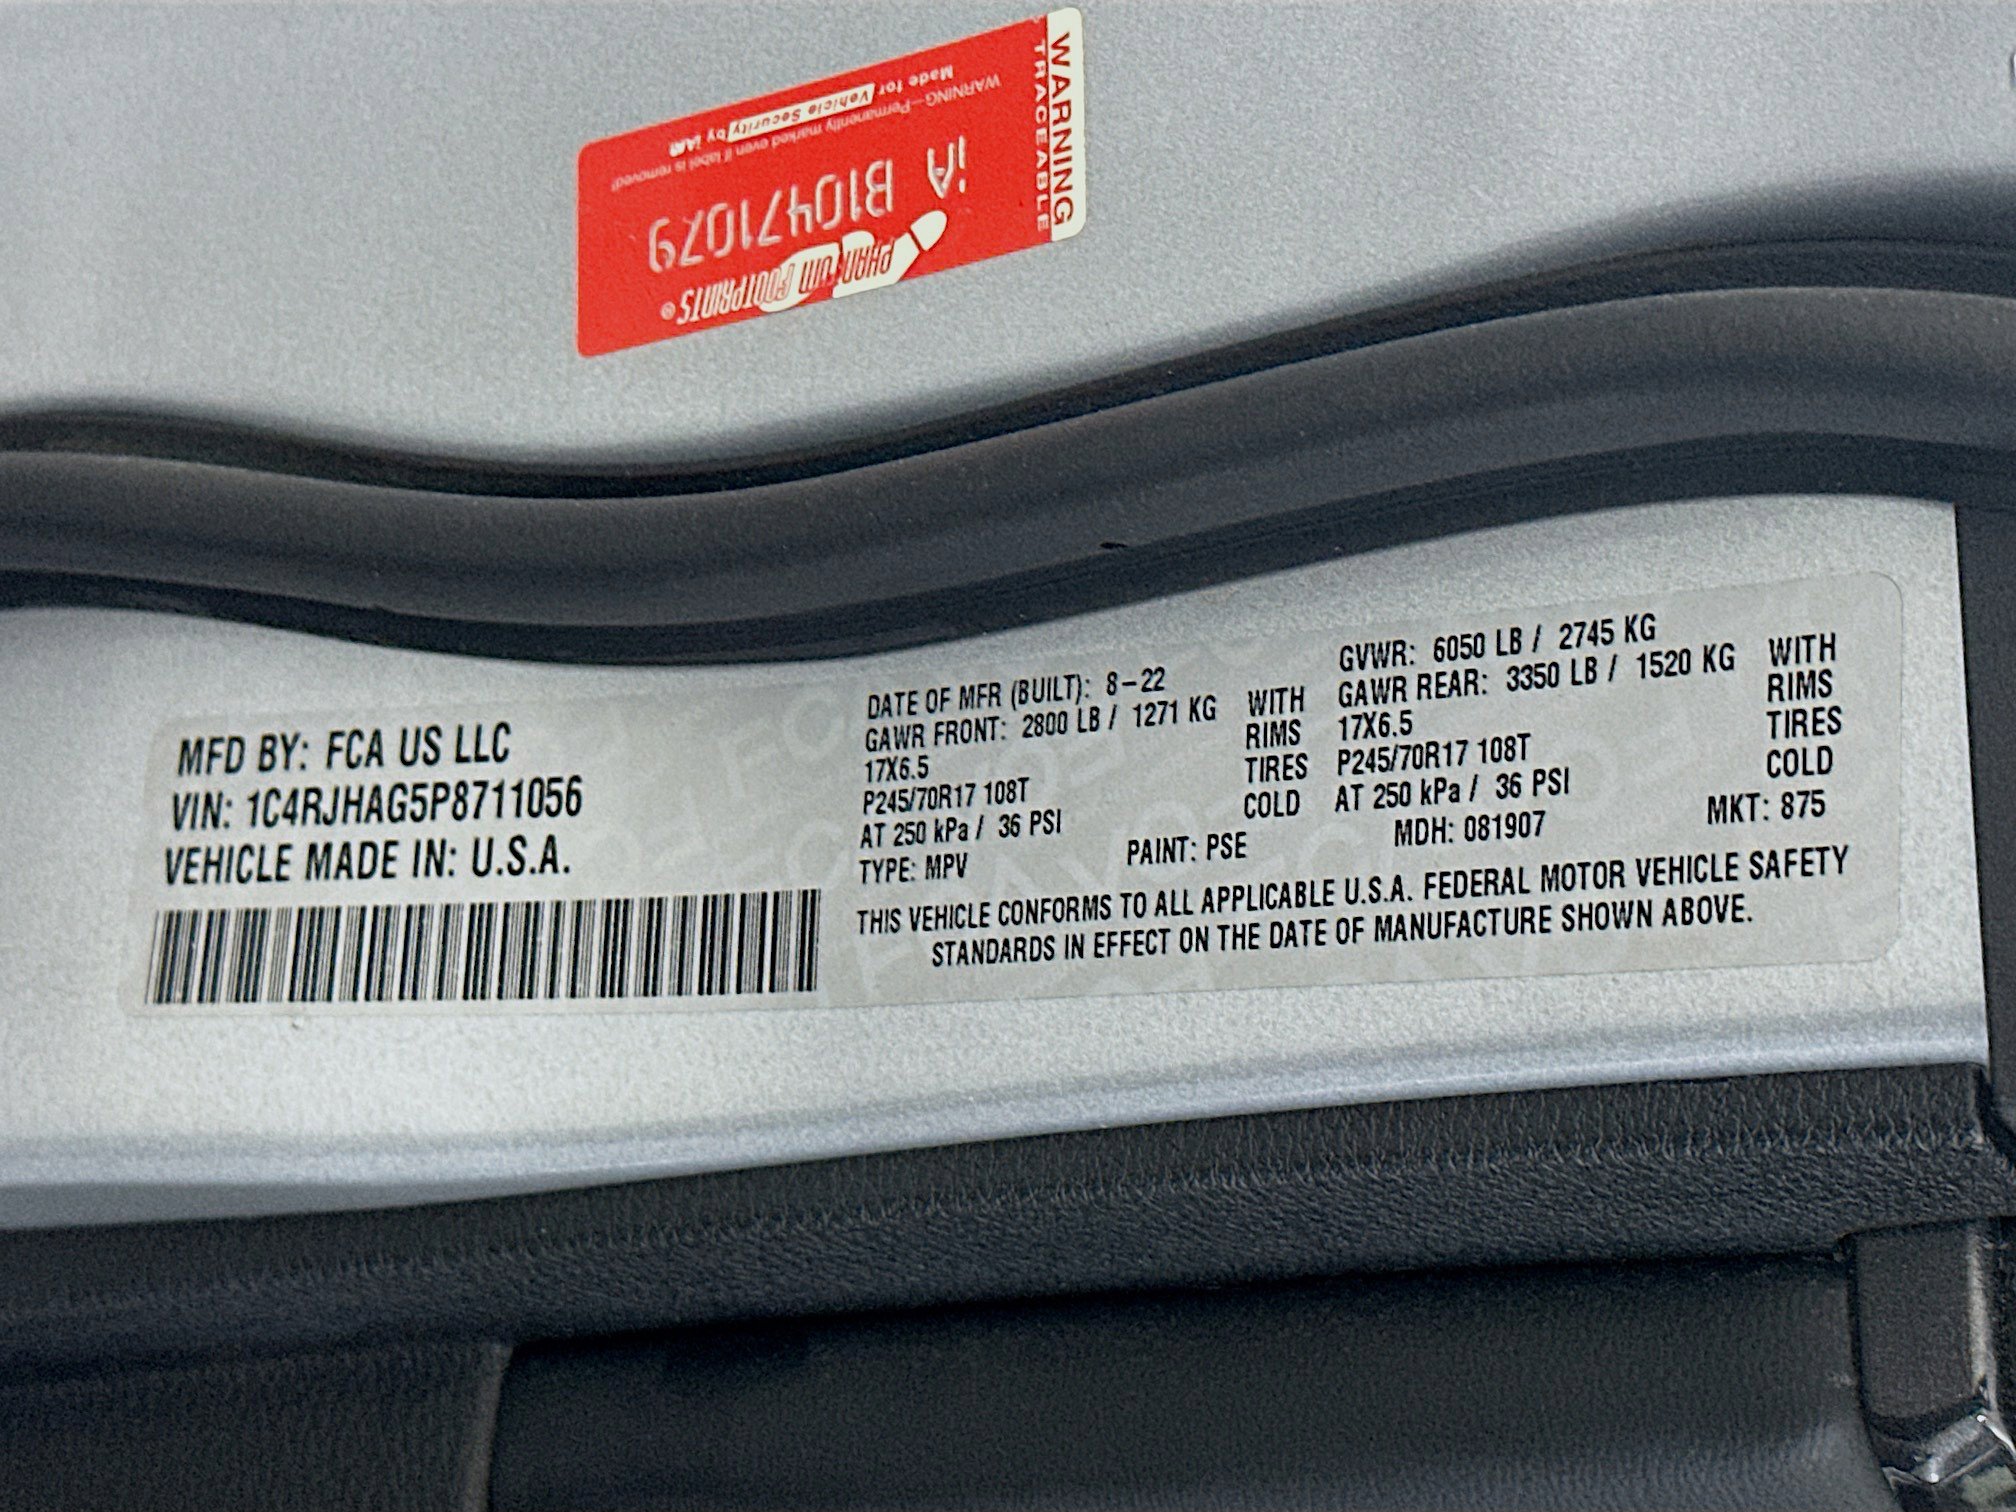 WARNING
TRACEABLE
PHANTOM FOOTPRINTS®
iA B10471079
WARNING—Permanently marked even if label is removed!
Made for Vehicle Security by iAM
MFD BY: FCA US LLC
VIN: 1C4RJHAG5P8711056
VEHICLE MADE IN: U.S.A.
DATE OF MFR (BUILT): 8-22
GAWR FRONT: 2800 LB / 1271 KG WITH
17X6.5 RIMS
P245/70R17 108T TIRES
AT 250 kPa / 36 PSI COLD
GVWR: 6050 LB / 2745 KG
GAWR REAR: 3350 LB / 1520 KG WITH
17X6.5 RIMS
P245/70R17 108T TIRES
AT 250 kPa / 36 PSI COLD
TYPE: MPV PAINT: PSE MDH: 081907 MKT: 875
THIS VEHICLE CONFORMS TO ALL APPLICABLE U.S.A. FEDERAL MOTOR VEHICLE SAFETY
STANDARDS IN EFFECT ON THE DATE OF MANUFACTURE SHOWN ABOVE.